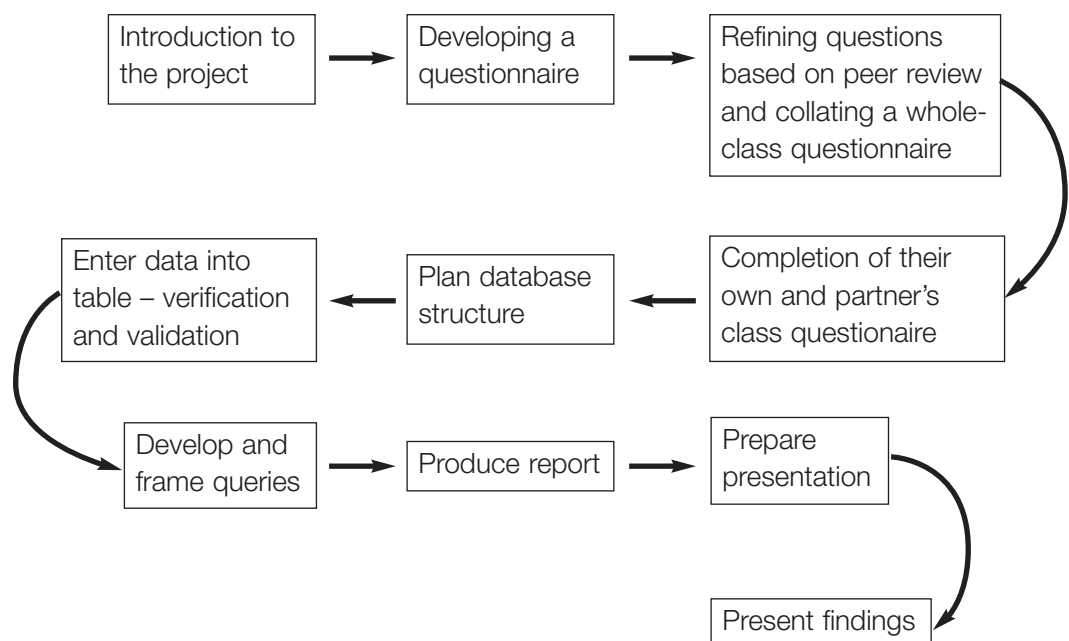 Introduction to
the project
Developing a
questionnaire
Refining questions
based on peer review
and collating a whole-
class questionnaire
Completion of their
own and partner's
class questionaire
Plan database
structure
Enter data into
table – verification
and validation
Develop and
frame queries
Produce report
Prepare
presentation
Present findings